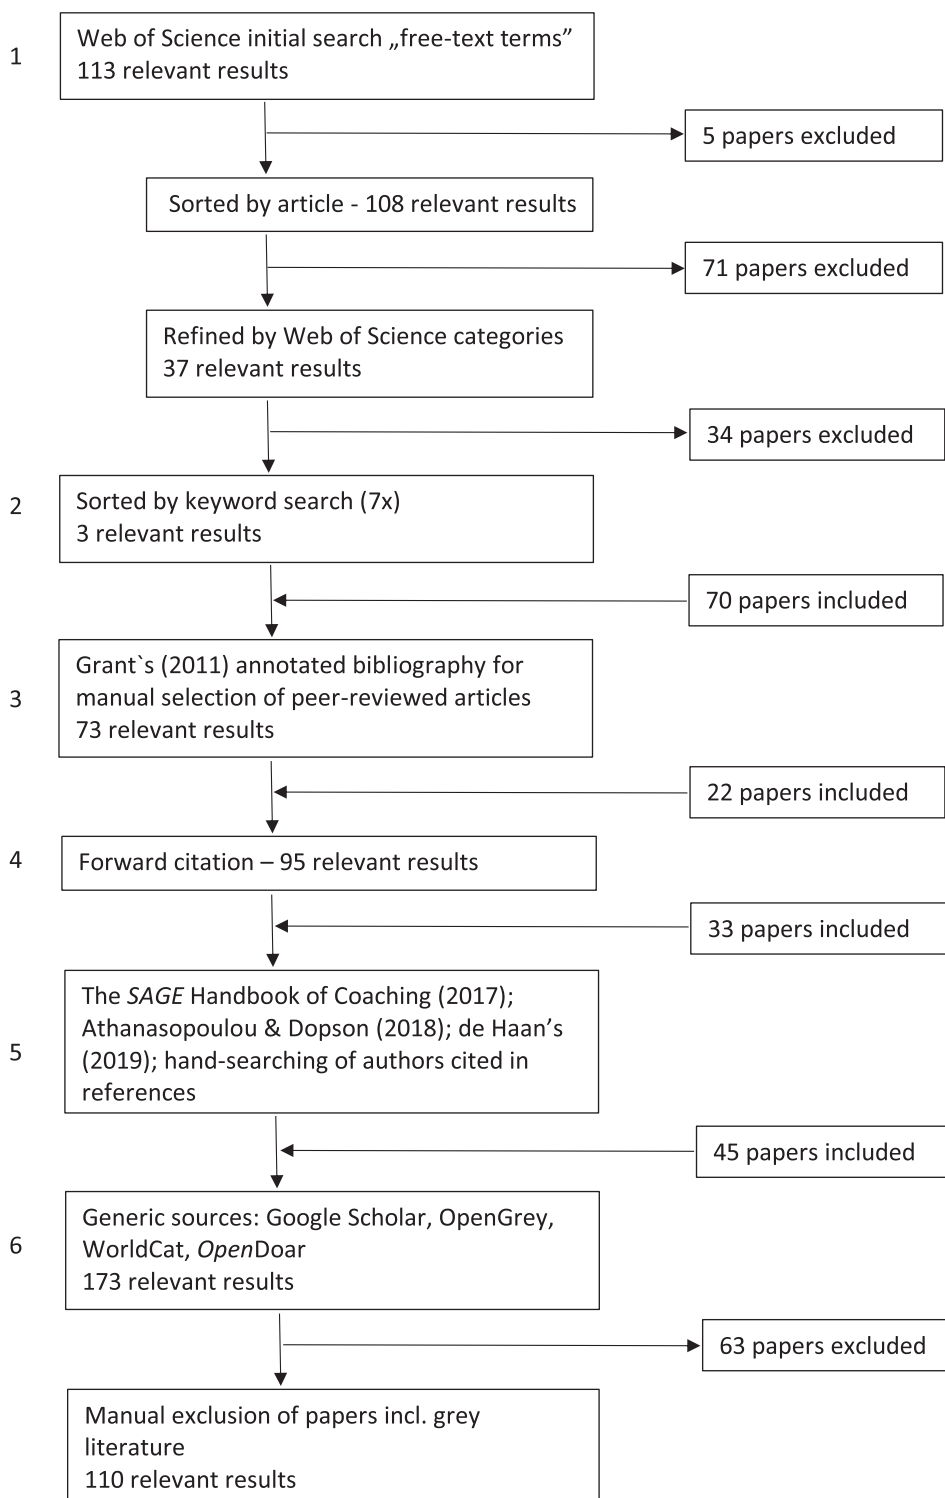 1
Web of Science initial search „free-text terms”
113 relevant results
5 papers excluded
Sorted by article - 108 relevant results
71 papers excluded
Refined by Web of Science categories
37 relevant results
34 papers excluded
2
Sorted by keyword search (7x)
3 relevant results
70 papers included
3
Grant`s (2011) annotated bibliography for
manual selection of peer-reviewed articles
73 relevant results
22 papers included
4
Forward citation – 95 relevant results
33 papers included
5
The SAGE Handbook of Coaching (2017);
Athanasopoulou & Dopson (2018); de Haan’s
(2019); hand-searching of authors cited in
references
45 papers included
6
Generic sources: Google Scholar, OpenGrey,
WorldCat, OpenDoar
173 relevant results
63 papers excluded
Manual exclusion of papers incl. grey
literature
110 relevant results